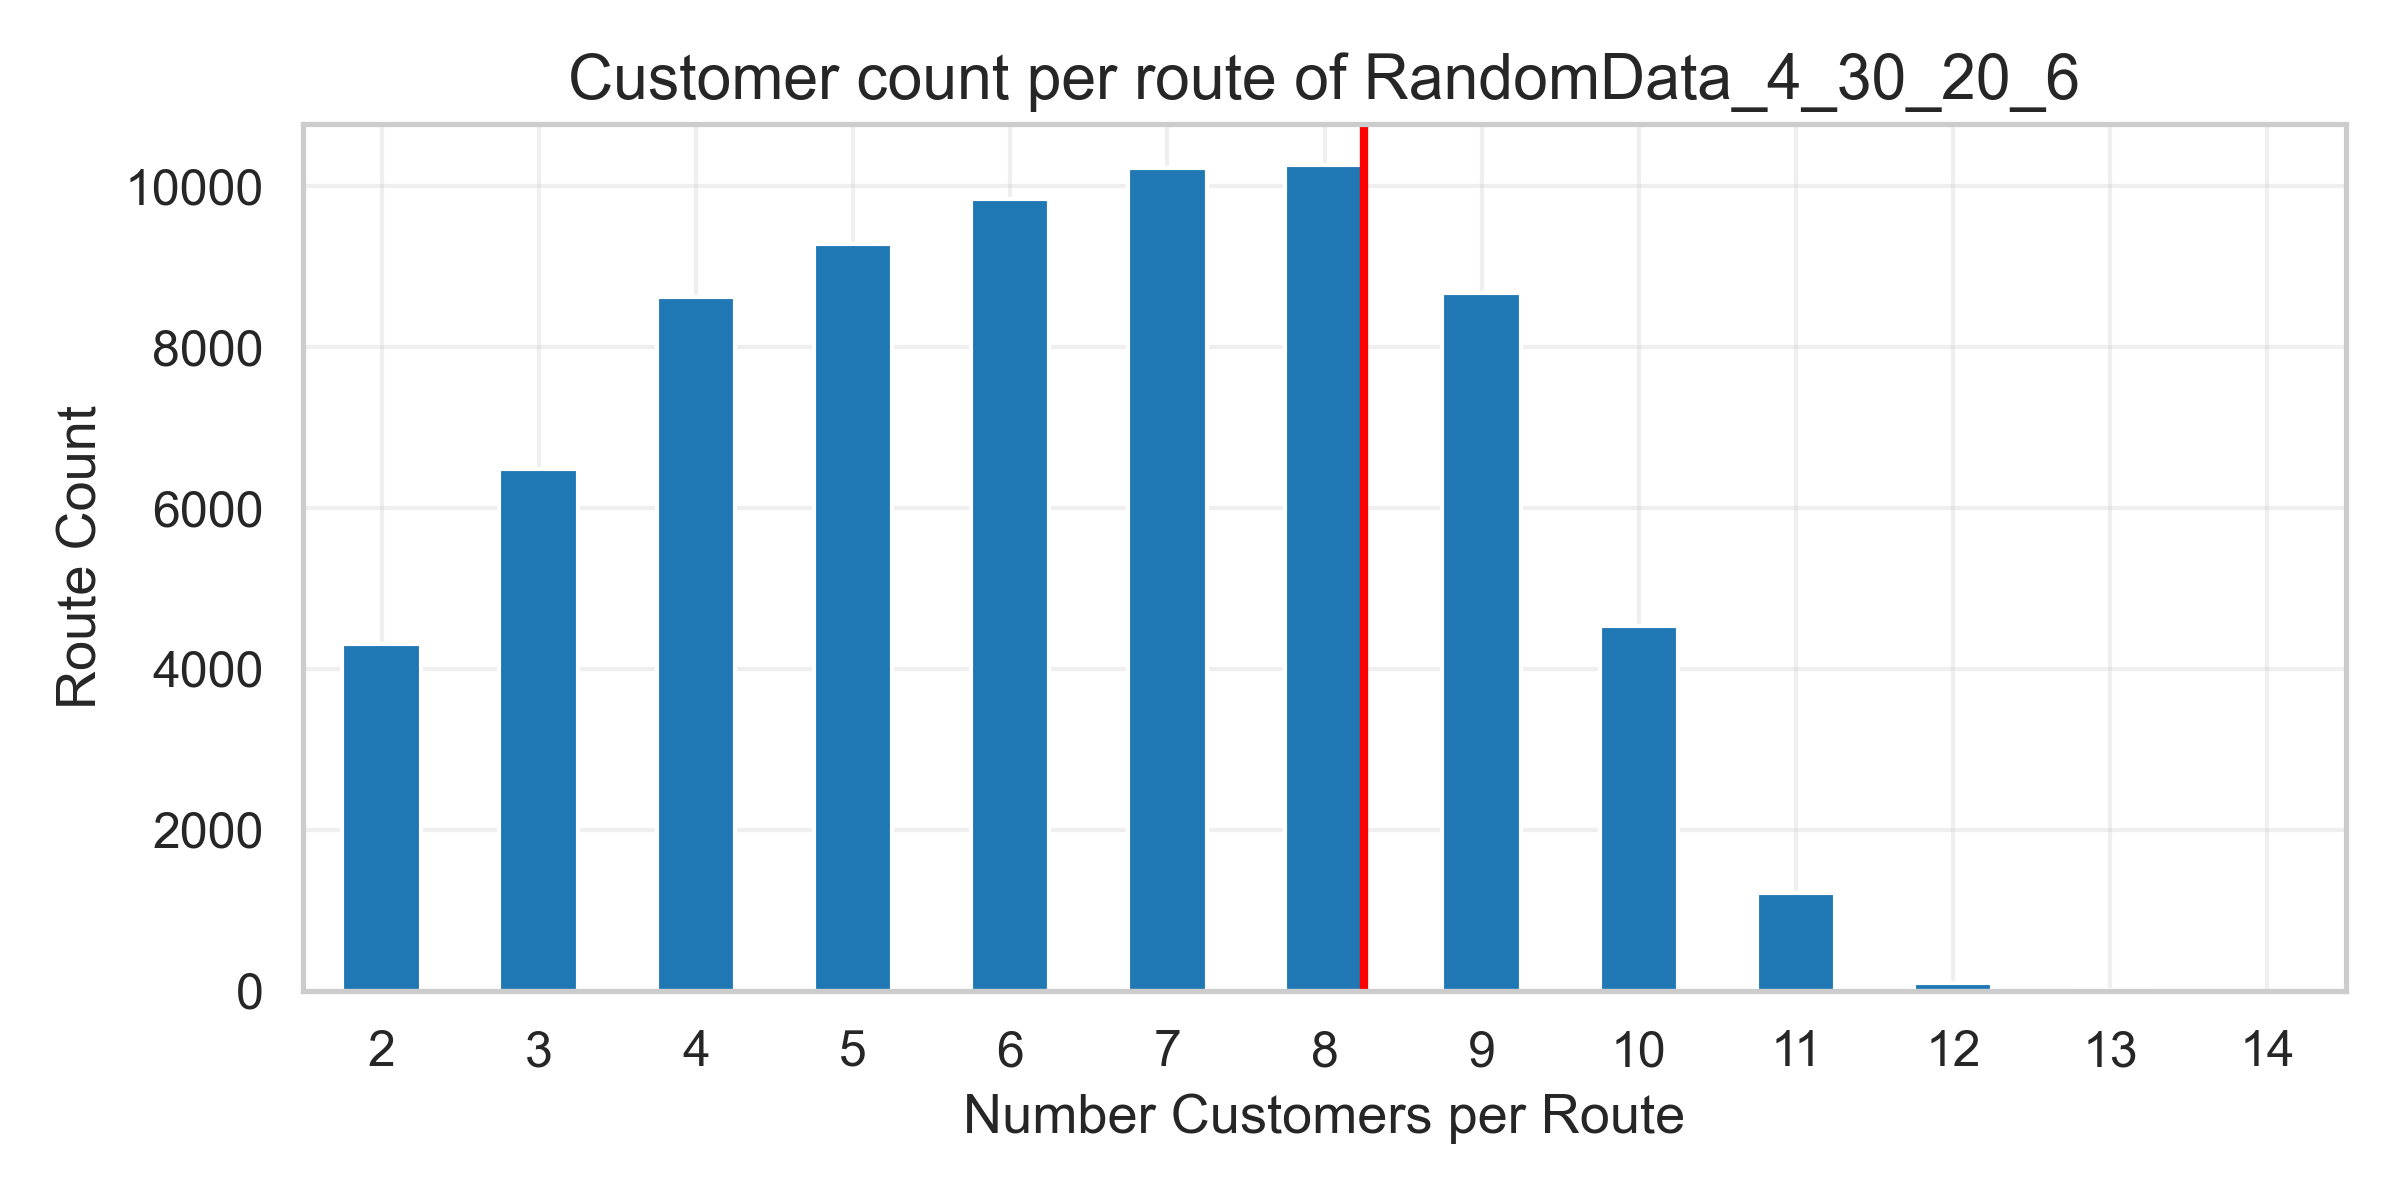 Customer count per route of RandomData_4_30_20_6
10000
8000
6000
4000
2000
0
Route Count
2 3 4 5 6 7 8 9 10 11 12 13 14
Number Customers per Route